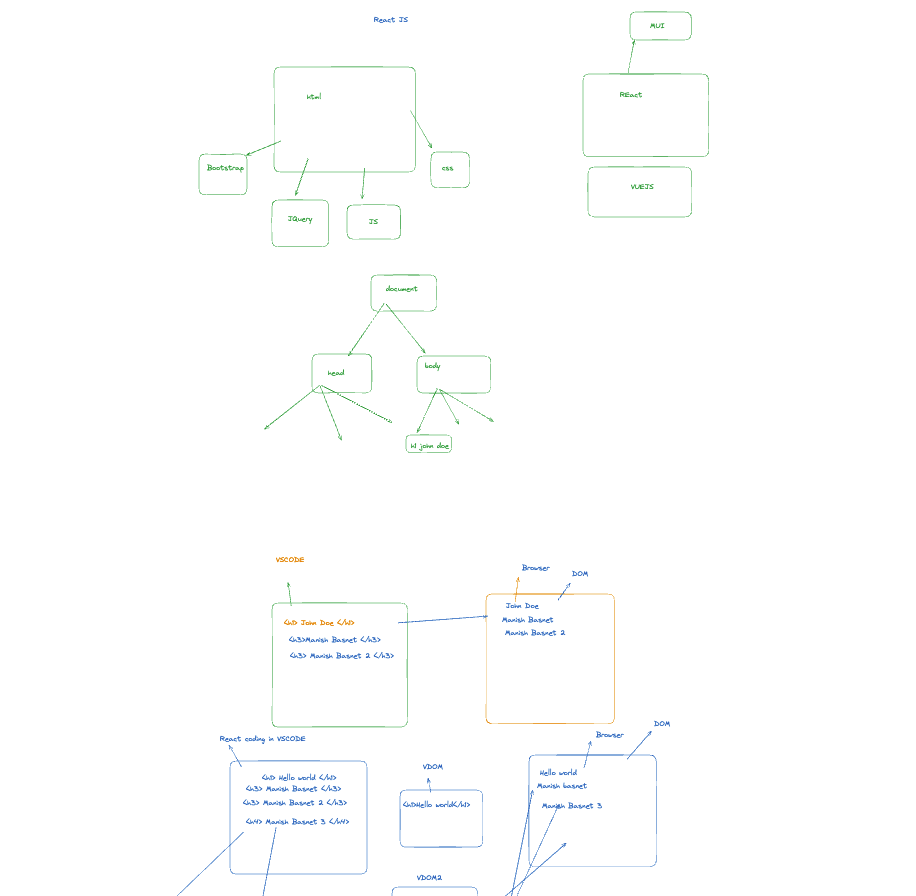 React JS
MUI
html
REact
Bootstrap
css
VUEJS
JQuery
JS
document
head
body
h1 john doe
VSCODE
Browser
DOM
<h1> John Doe </h1>
<h3>Manish Basnet </h3>
<h3> Manish Basnet 2 </h3>
John Doe
Manish Basnet
Manish Basnet 2
React coding in VSCODE
<h1> Hello world </h1>
<h3> Manish Basnet </h3>
<h3> Manish Basnet 2 </h3>
<h4> Manish Basnet 3 </h4>
VDOM
<h1>Hello world</h1>
Browser
DOM
Hello world
Manish basnet
Manish Basnet 3
VDOM2